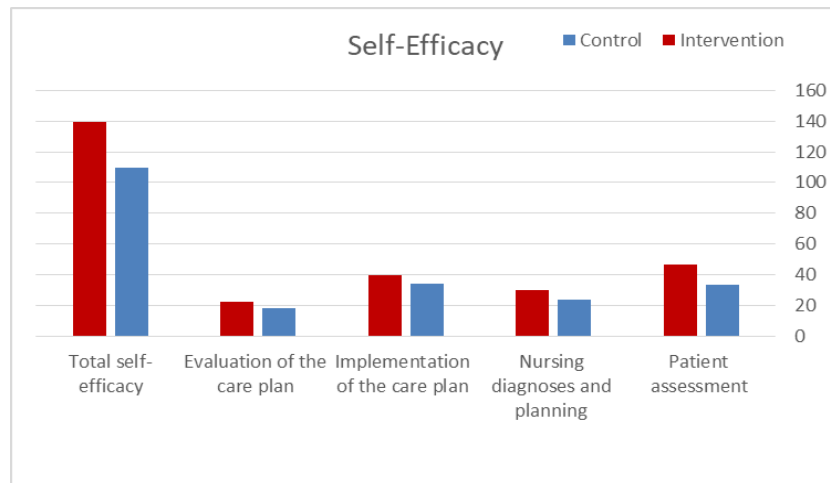 Self-Efficacy
Control Intervention
160
140
120
100
80
60
40
20
0
Total self-
efficacy
Evaluation of the
care plan
Implementation
of the care plan
Nursing
diagnoses and
planning
Patient
assessment